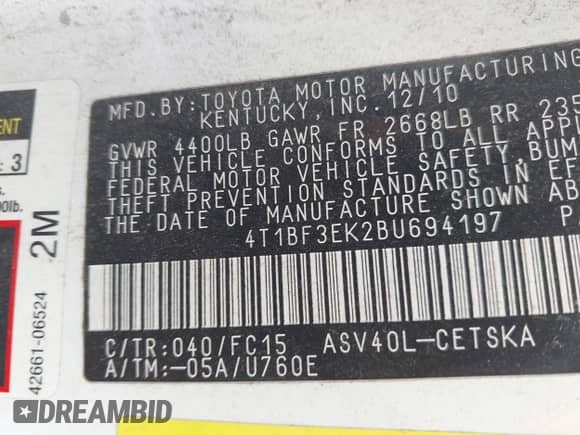 MFD. BY: TOYOTA MOTOR MANUFACTURING
KENTUCKY, INC. 12/10
GVWR 4400LB GAWR FR 2668LB RR
THIS VEHICLE CONFORMS TO ALL
FEDERAL MOTOR VEHICLE SAFETY,
THEFT PREVENTION STANDARDS IN
THE DATE OF MANUFACTURE SHOWN
4T1BF3EK2BU694197 P
C/TR: 040/FC15 ASV40L-CETSKA
A/TM: -05A/U760E
: 3
2M
42661-06524
DREAMBID